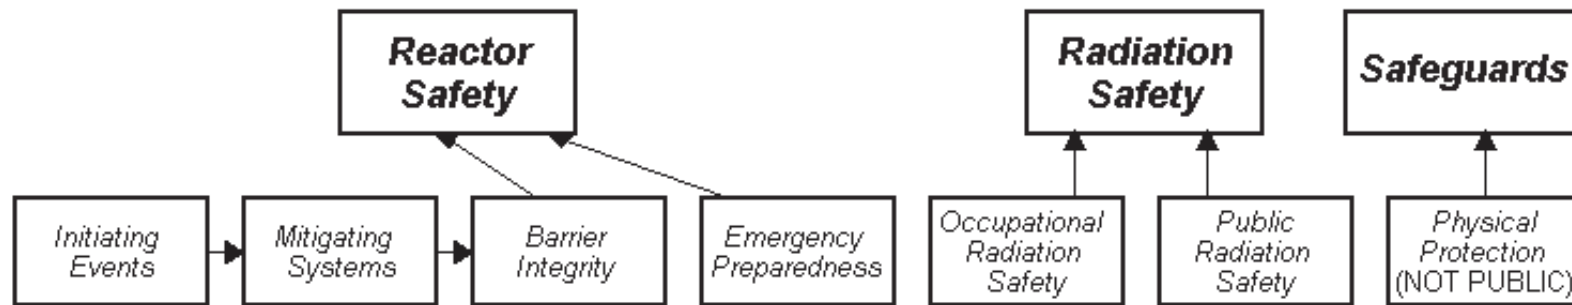 Reactor
Safety
Radiation
Safety
Safeguards
Initiating
Events
Mitigating
Systems
Barrier
Integrity
Emergency
Preparedness
Occupational
Radiation
Safety
Public
Radiation
Safety
Physical
Protection
(NOT PUBLIC)